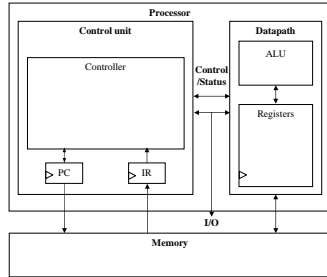 Processor
Control unit
Datapath
Controller
Control
/Status
ALU
Registers
PC
IR
I/O
Memory